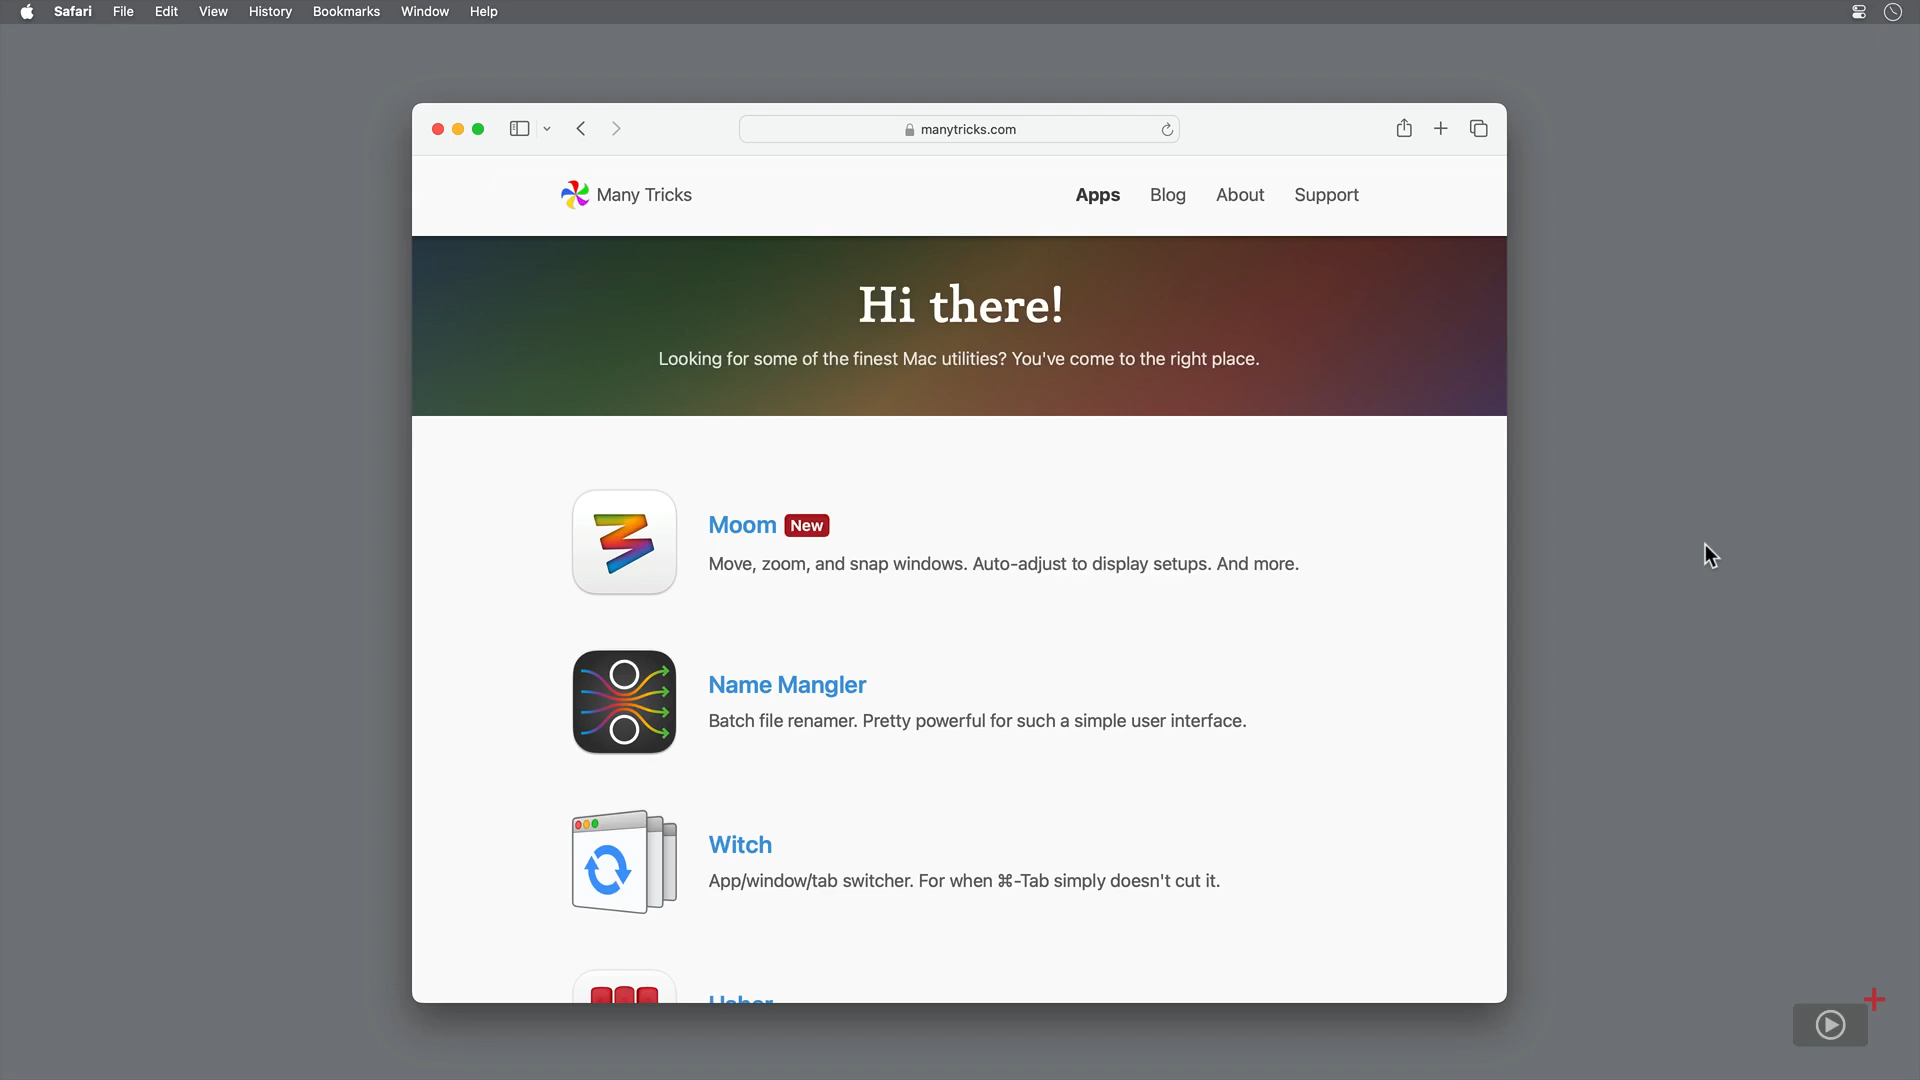 Safari File Edit View History Bookmarks Window Help
manytricks.com
Many Tricks
Apps Blog About Support
Hi there!
Looking for some of the finest Mac utilities? You've come to the right place.
Moom New
Move, zoom, and snap windows. Auto-adjust to display setups. And more.
Name Mangler
Batch file renamer. Pretty powerful for such a simple user interface.
Witch
App/window/tab switcher. For when ⌘-Tab simply doesn't cut it.